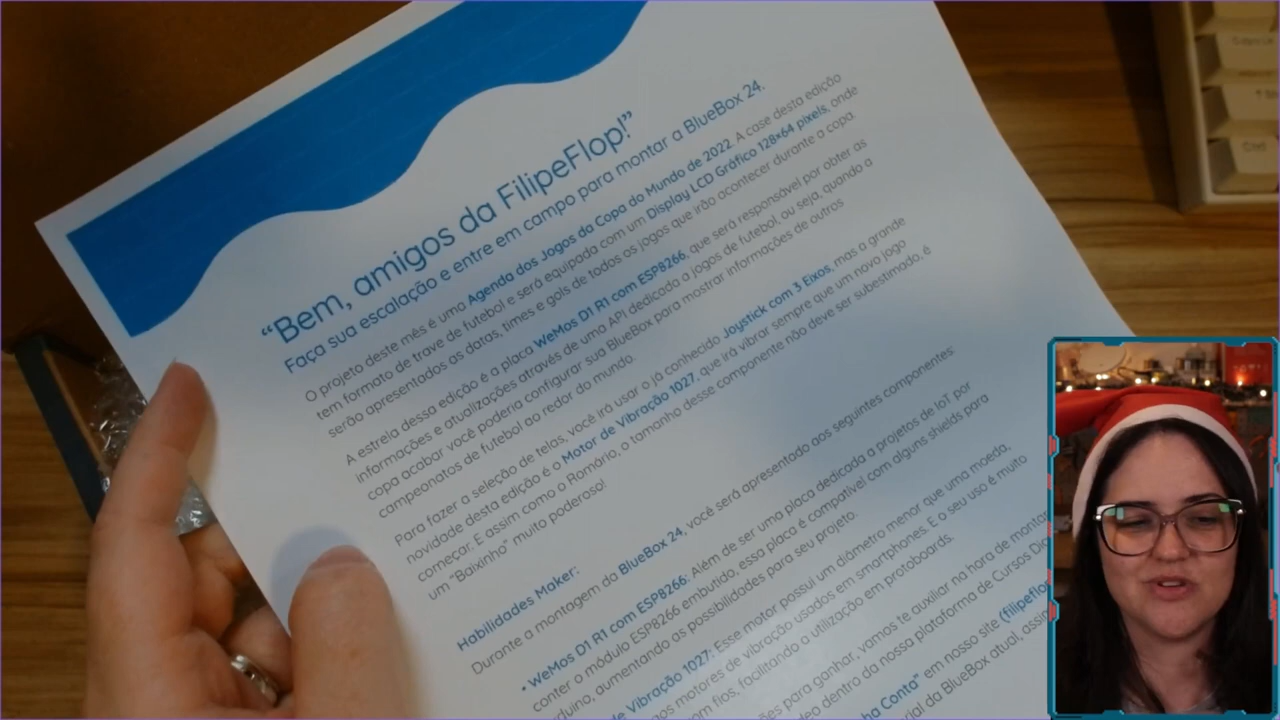 “Bem, amigos da FilipeFlop!”
Faça sua escalação e entre em campo para montar a BlueBox 24.
O projeto deste mês é uma Agenda dos Jogos da Copa do Mundo de 2022. A case desta edição
tem formato de trave de futebol e será equipada com um Display LCD Gráfico 128×64 pixels, onde
serão apresentados as datas, times e gols de todos os jogos que irão acontecer durante a copa
A estrela dessa edição é a placa WeMos D1 R1 com ESP8266, que será responsável por obter as
informações e atualizações através de uma API dedicada a jogos de futebol, ou seja, quando a
copa acabar você poderia configurar sua BlueBox para mostrar informações de outros
campeonatos de futebol ao redor do mundo.
Para fazer a seleção de telas, você irá usar o já conhecido Joystick com 3 Eixos, mas a grande
novidade desta edição é o Motor de Vibração 1027, que irá vibrar sempre que um novo jogo
começar. E assim como o Romário, o tamanho desse componente não deve ser subestimado, é
um “Baixinho” muito poderoso!
Habilidades Maker:
Durante a montagem da BlueBox 24, você será apresentado aos seguintes componentes:
• WeMos D1 R1 com ESP8266: Além de ser uma placa dedicada a projetos de IoT por
conter o módulo ESP8266 embutido, essa placa é compatível com alguns shields para
rduino, aumentando as possibilidades para seu projeto.
de Vibração 1027: Esse motor possui um diâmetro menor que uma moeda,
motores de vibração usados em smartphones. E o seu uso é muito
fios, facilitando a utilização em protoboards.
para ganhar, vamos te auxiliar na hora de montar
dentro da nossa plataforma de Cursos
Conta” em nosso site (filipeflo
da BlueBox atual,
Ctrl